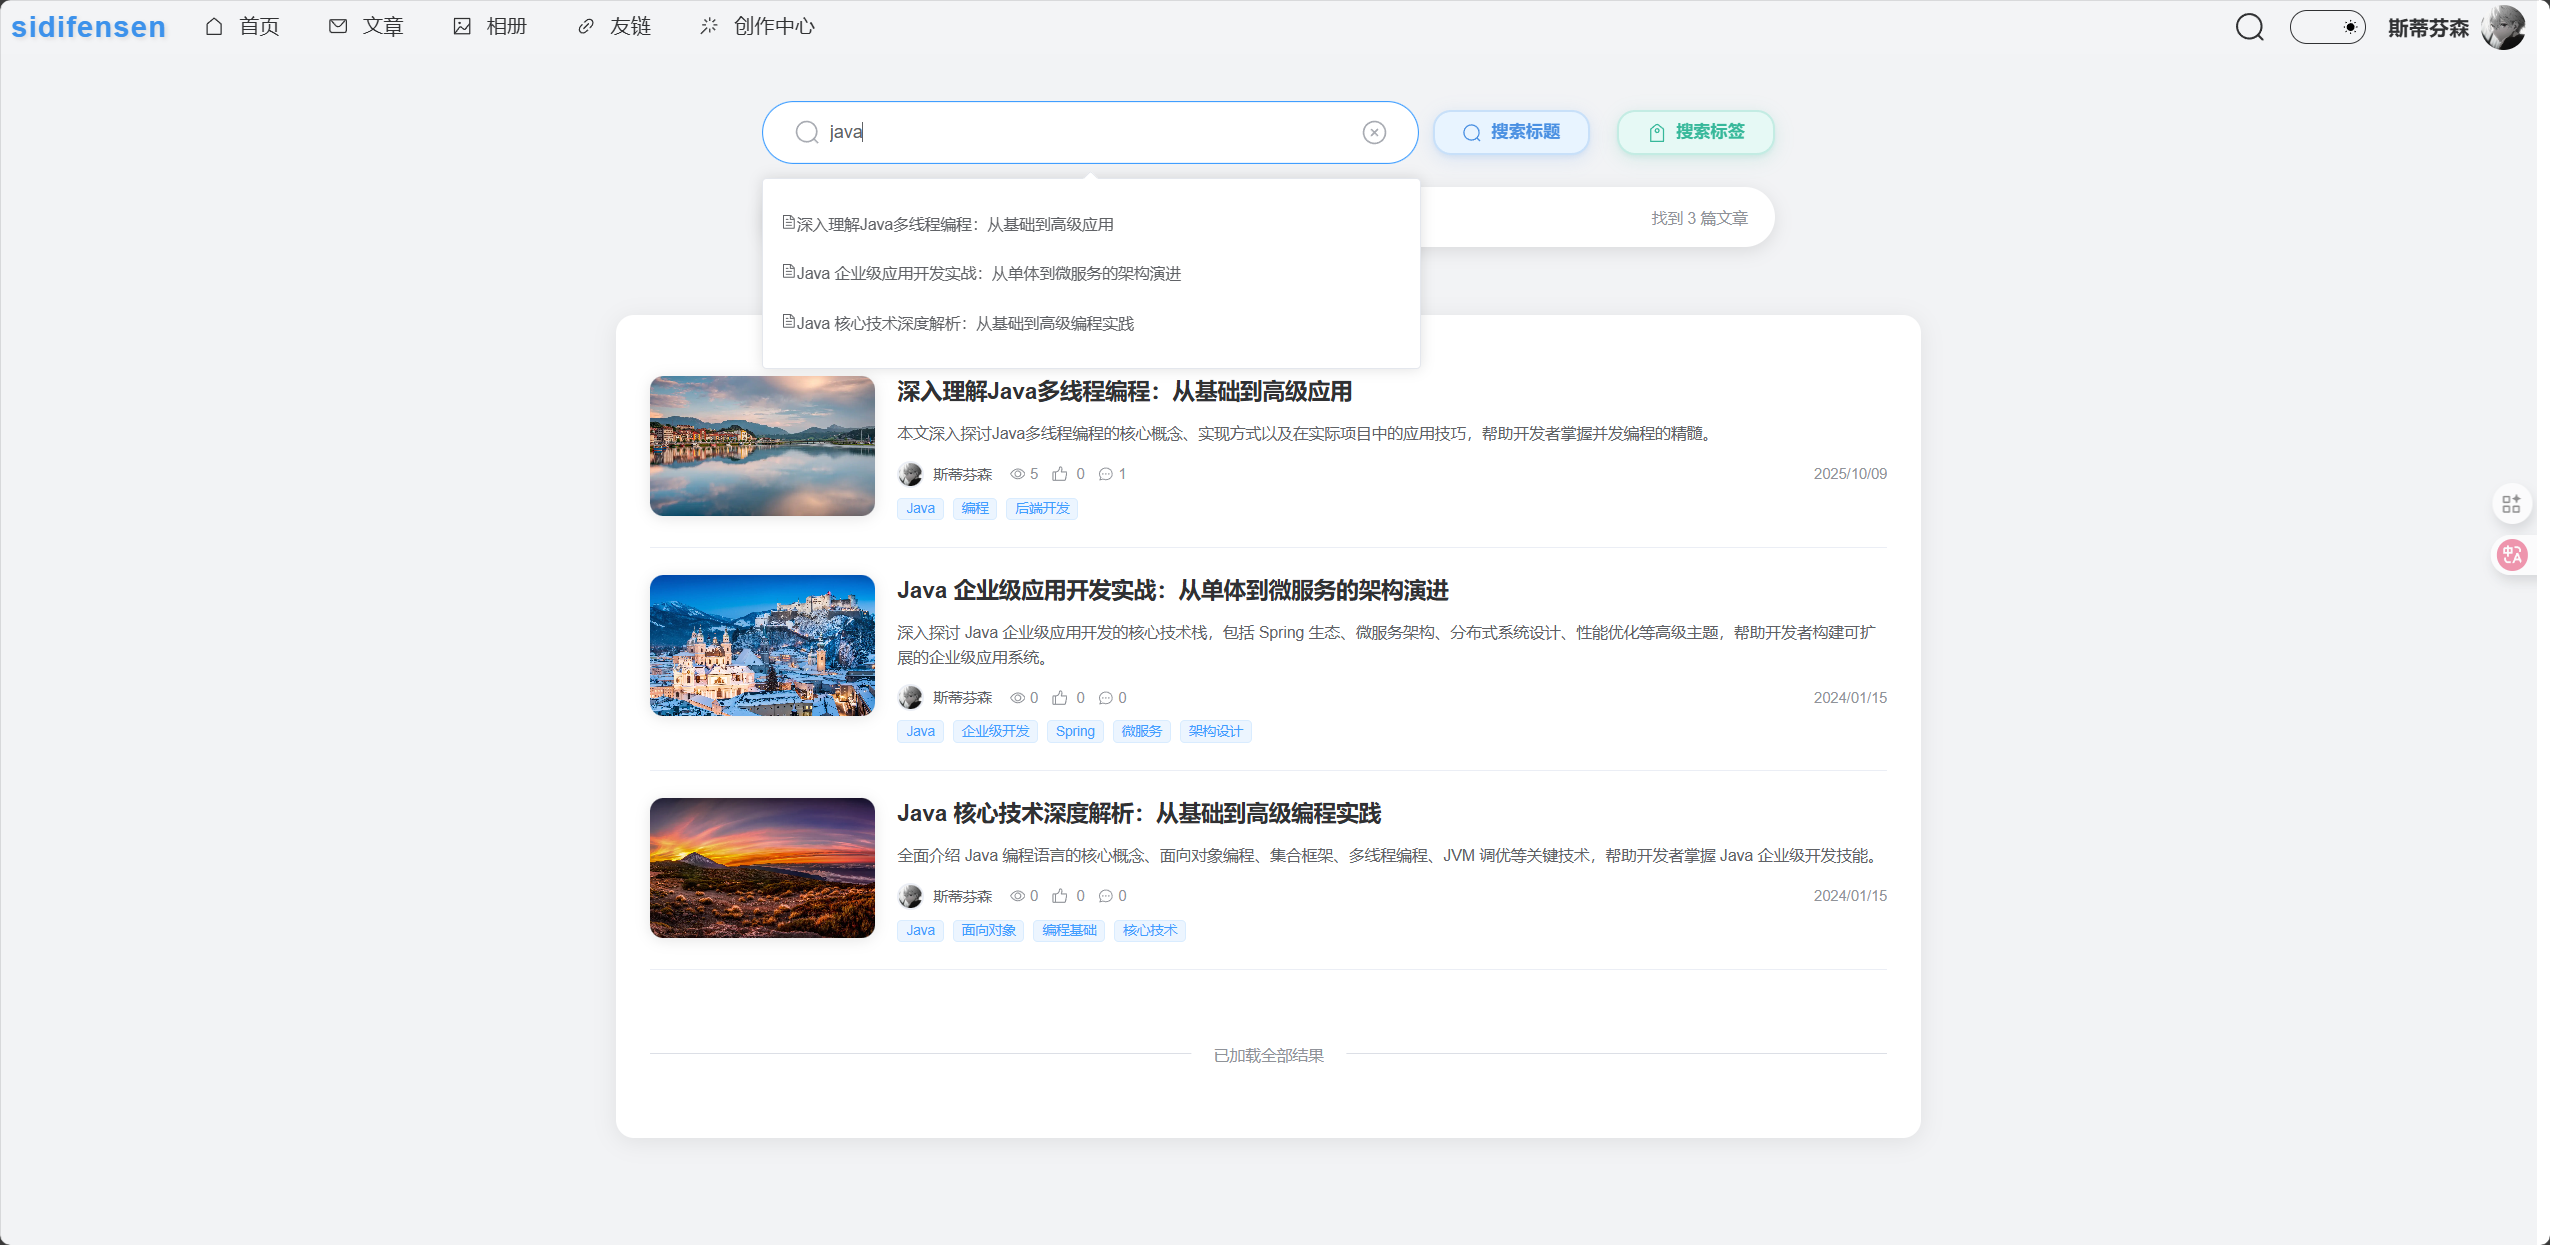 sidifensen
首页
文章
相册
友链
创作中心
斯蒂芬森
java
搜索标题
搜索标签
找到 3 篇文章
深入理解Java多线程编程：从基础到高级应用
Java 企业级应用开发实战：从单体到微服务的架构演进
Java 核心技术深度解析：从基础到高级编程实践
深入理解Java多线程编程：从基础到高级应用
本文深入探讨Java多线程编程的核心概念、实现方式以及在实际项目中的应用技巧，帮助开发者掌握并发编程的精髓。
斯蒂芬森 5 0 1 2025/10/09
Java 编程 后端开发
Java 企业级应用开发实战：从单体到微服务的架构演进
深入探讨 Java 企业级应用开发的核心技术栈，包括 Spring 生态、微服务架构、分布式系统设计、性能优化等高级主题，帮助开发者构建可扩
展的企业级应用系统。
斯蒂芬森 0 0 0 2024/01/15
Java 企业级开发 Spring 微服务 架构设计
Java 核心技术深度解析：从基础到高级编程实践
全面介绍 Java 编程语言的核心概念、面向对象编程、集合框架、多线程编程、JVM 调优等关键技术，帮助开发者掌握 Java 企业级开发技能。
斯蒂芬森 0 0 0 2024/01/15
Java 面向对象 编程基础 核心技术
已加载全部结果